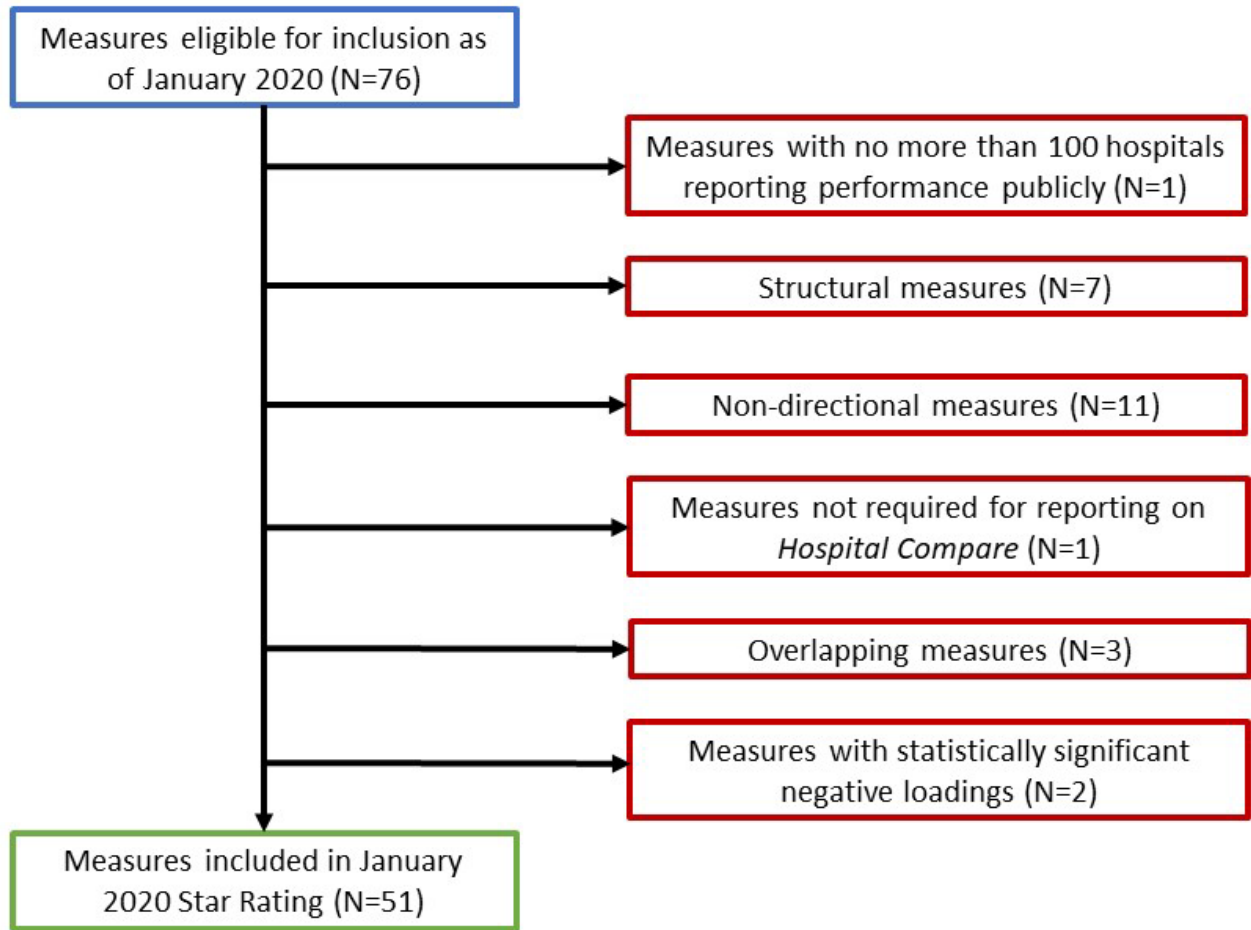 Measures eligible for inclusion as
of January 2020 (N=76)
Measures with no more than 100 hospitals
reporting performance publicly (N=1)
Structural measures (N=7)
Non-directional measures (N=11)
Measures not required for reporting on
Hospital Compare (N=1)
Overlapping measures (N=3)
Measures with statistically significant
negative loadings (N=2)
Measures included in January
2020 Star Rating (N=51)